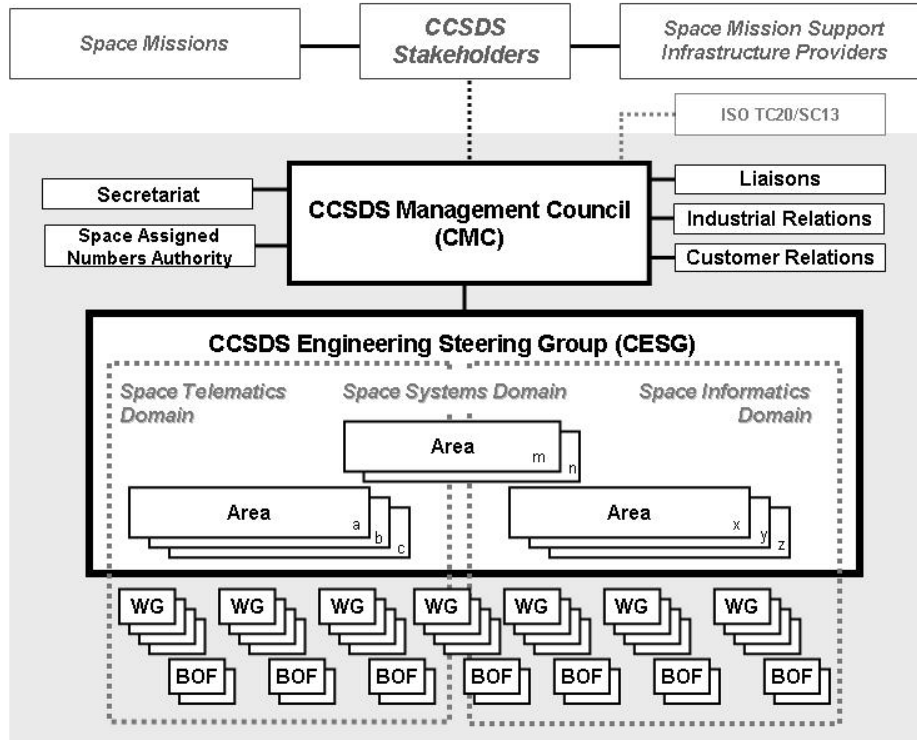 Space Missions
CCSDS
Stakeholders
Space Mission Support
Infrastructure Providers
ISO TC20/SC13
Secretariat
Space Assigned
Numbers Authority
CCSDS Management Council
(CMC)
Liaisons
Industrial Relations
Customer Relations
CCSDS Engineering Steering Group (CESG)
Space Telematics
Domain
Space Systems Domain
Space Informatics
Domain
Area
m
n
Area
a
b
c
Area
x
y
z
WG
WG
WG
WG
WG
WG
WG
BOF
BOF
BOF
BOF
BOF
BOF
BOF